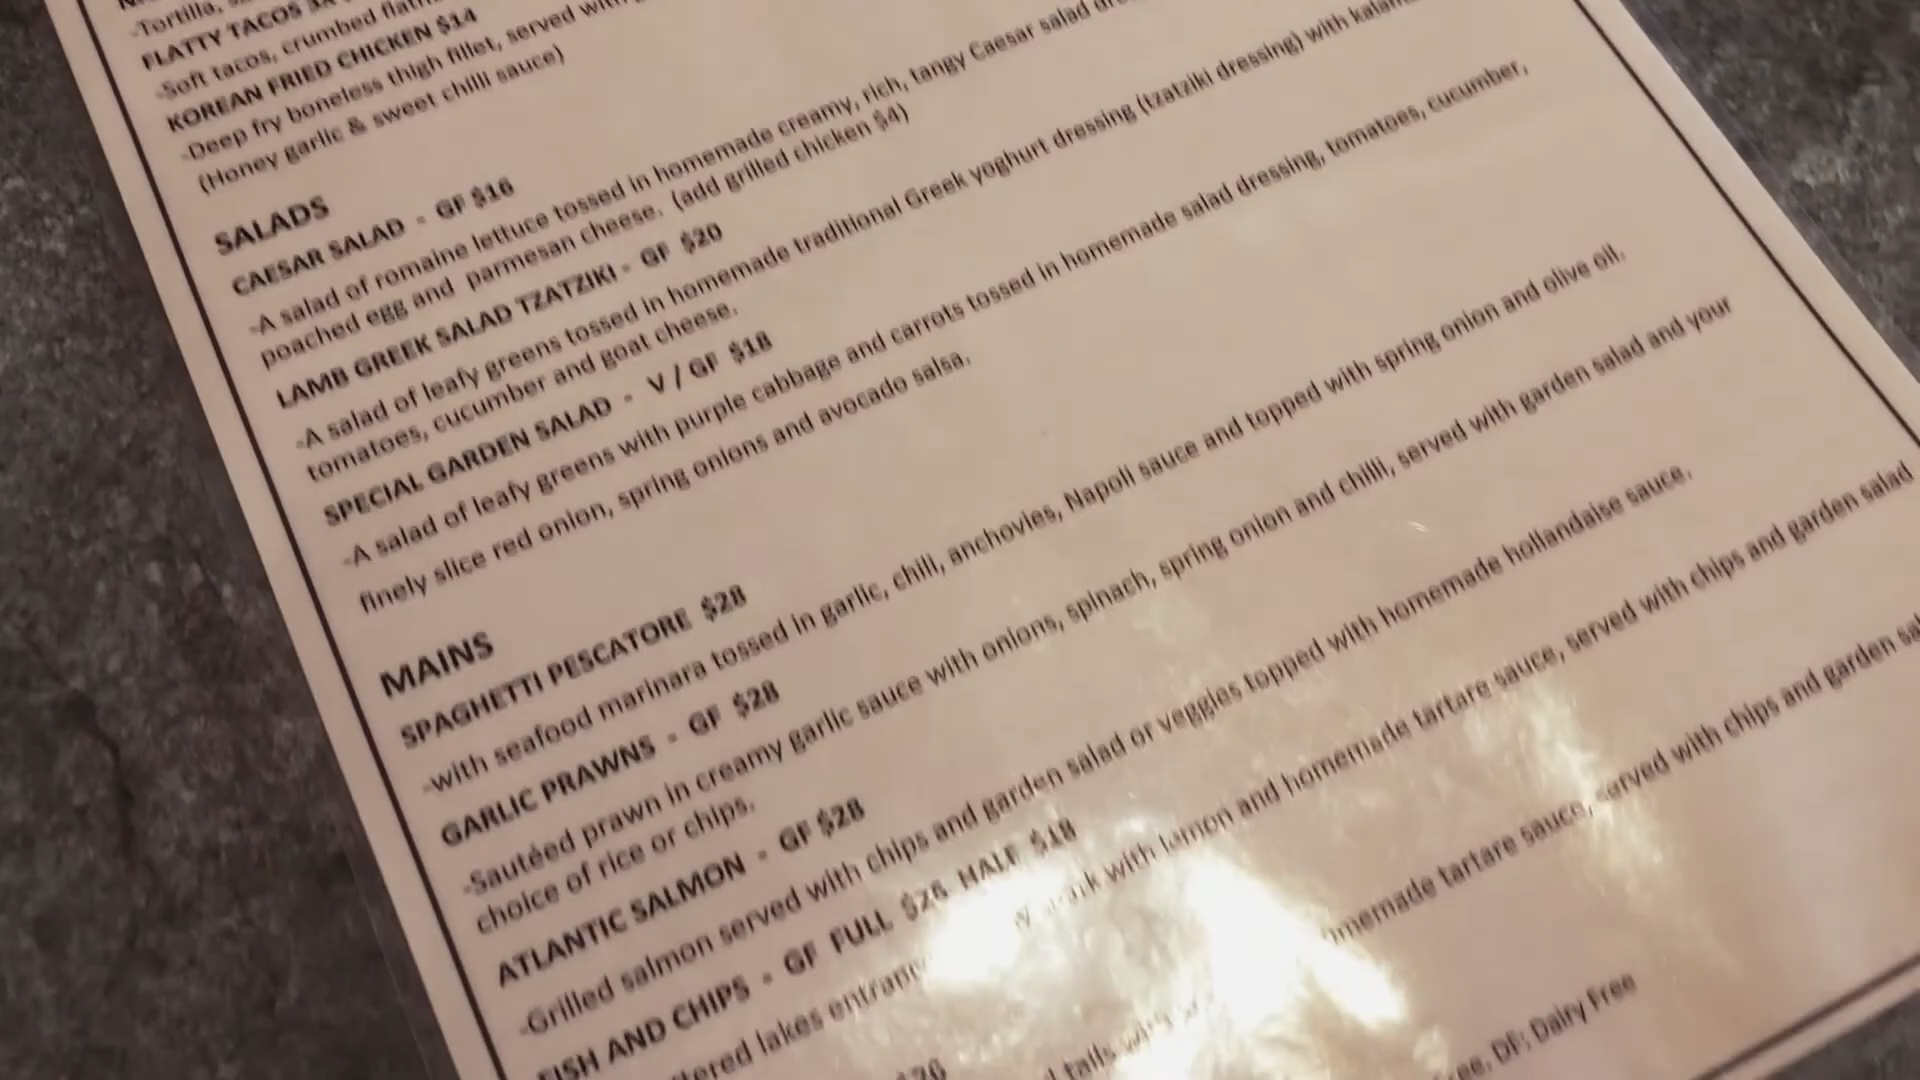 -Tortilla,
FLATTY TACOS 3x
-Soft tacos, crumbed
KOREAN FRIED CHICKEN $14
-Deep fry boneless thigh fillet, served with
(Honey garlic & sweet chilli sauce)
SALADS
CAESAR SALAD - GF $16
-A salad of romaine lettuce tossed in homemade creamy, rich, tangy Caesar salad
poached egg and parmesan cheese. (add grilled chicken $4)
LAMB GREEK SALAD TZATZIKI - GF $20
-A salad of leafy greens tossed in homemade traditional Greek yoghurt dressing (tzatziki dressing) with
tomatoes, cucumber and goat cheese.
SPECIAL GARDEN SALAD - V / GF $18
-A salad of leafy greens with purple cabbage and carrots tossed in homemade salad dressing, tomatoes, cucumber,
finely slice red onion, spring onions and avocado salsa.
MAINS
SPAGHETTI PESCATORE $28
-with seafood marinara tossed in garlic, chili, anchovies, Napoli sauce and topped with spring onion and olive oil.
GARLIC PRAWNS - GF $28
-Sautéed prawn in creamy garlic sauce with onions, spinach, spring onion and chilli, served with garden salad and your
choice of rice or chips.
ATLANTIC SALMON - GF $28
-Grilled salmon served with chips and garden salad or veggies topped with homemade hollandaise sauce.
FISH AND CHIPS - GF FULL $26 HALF $18
lakes entrance with lemon and homemade tartare sauce, served with chips and garden salad
tails homemade tartare sauce, served with chips and garden
DF; Dairy Free